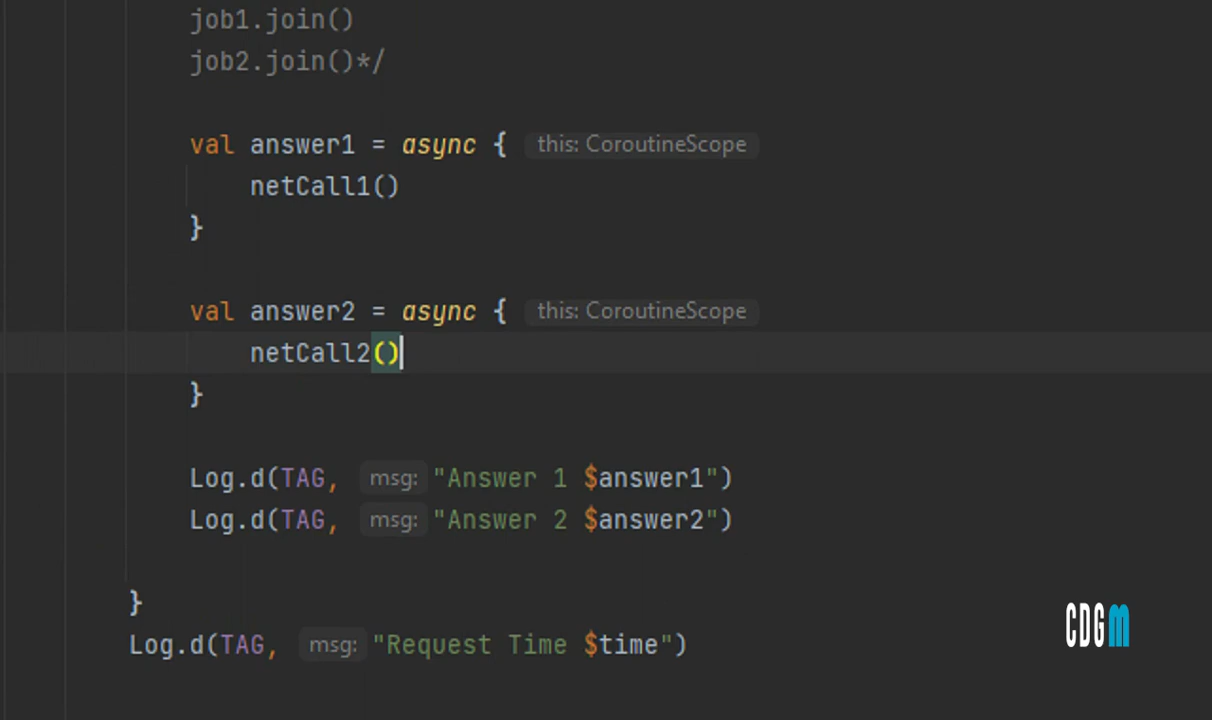 job1.join()
job2.join()*/
val answer1 = async { this: CoroutineScope
netCall1()
}
val answer2 = async { this: CoroutineScope
netCall2()
}
Log.d(TAG, msg: "Answer 1 $answer1")
Log.d(TAG, msg: "Answer 2 $answer2")
}
Log.d(TAG, msg: "Request Time $time")
CDGM